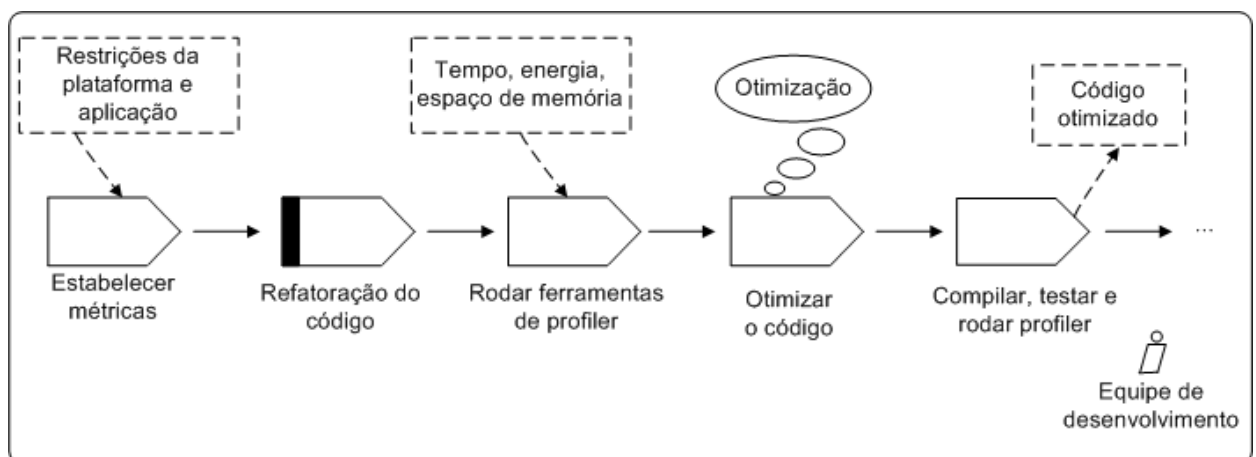 Restrições da
plataforma e
aplicação
Tempo, energia,
espaço de memória
Otimização
Código
otimizado
Estabelecer
métricas
Refatoração do
código
Rodar ferramentas
de profiler
Otimizar
o código
Compilar, testar e
rodar profiler
...
Equipe de
desenvolvimento